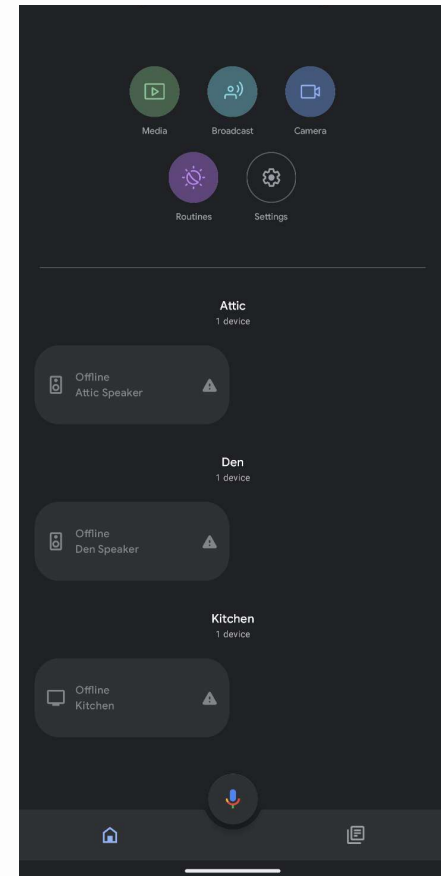 Media
Broadcast
Camera
Routines
Settings
Attic
1 device
Offline
Attic Speaker
Den
1 device
Offline
Den Speaker
Kitchen
1 device
Offline
Kitchen